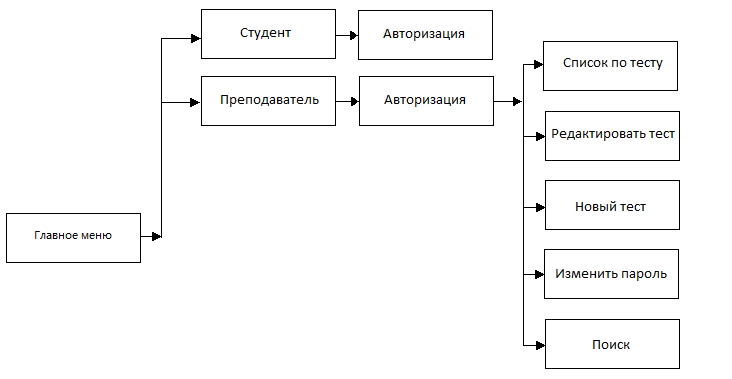 Студент
Авторизация
Список по тесту
Преподаватель
Авторизация
Редактировать тест
Новый тест
Главное меню
Изменить пароль
Поиск